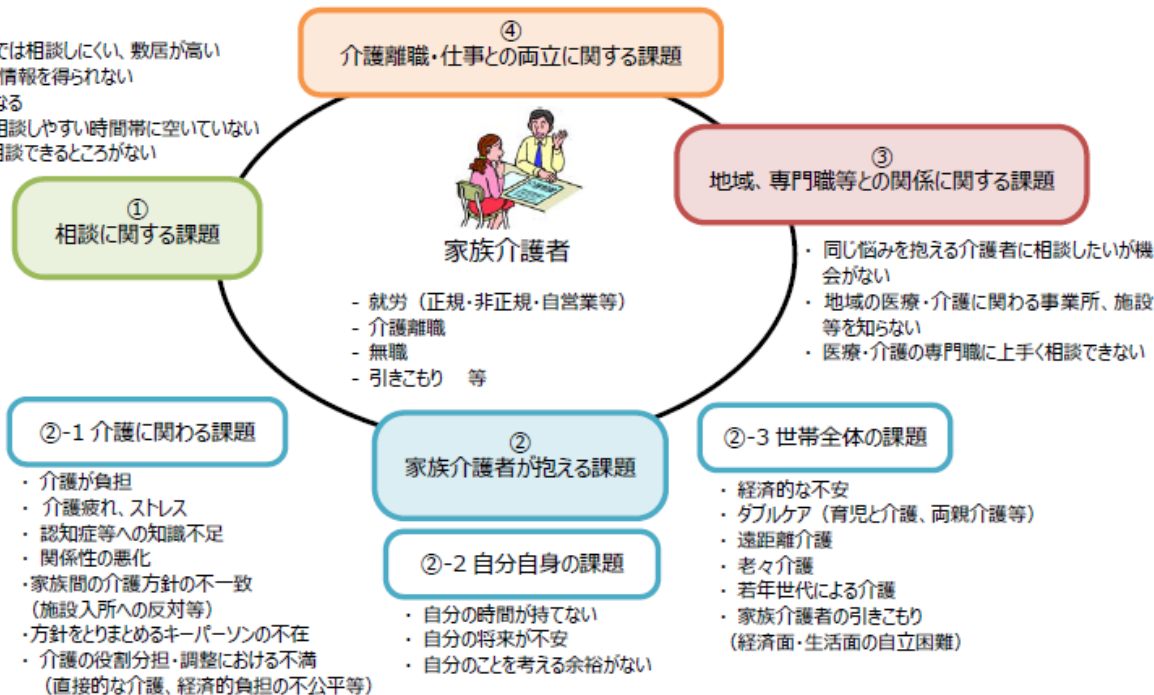 ④
介護離職・仕事との両立に関する課題
では相談しにくい、敷居が高い
情報を得られない
なる
相談しやすい時間帯に空いていない
相談できるところがない
①
相談に関する課題
③
地域、専門職等との関係に関する課題
・ 同じ悩みを抱える介護者に相談したいが機
会がない
・ 地域の医療・介護に関わる事業所、施設
等を知らない
・ 医療・介護の専門職に上手く相談できない
家族介護者
- 就労（正規・非正規・自営業等）
- 介護離職
- 無職
- 引きこもり　等
②
家族介護者が抱える課題
②-1 介護に関わる課題
・ 介護が負担
・ 介護疲れ、ストレス
・ 認知症等への知識不足
・ 関係性の悪化
・家族間の介護方針の不一致
（施設入所への反対等）
・方針をとりまとめるキーパーソンの不在
・ 介護の役割分担・調整における不満
（直接的な介護、経済的負担の不公平等）
②-2 自分自身の課題
・ 自分の時間が持てない
・ 自分の将来が不安
・ 自分のことを考える余裕がない
②-3 世帯全体の課題
・ 経済的な不安
・ ダブルケア（育児と介護、両親介護等）
・ 遠距離介護
・ 老々介護
・ 若年世代による介護
・ 家族介護者の引きこもり
（経済面・生活面の自立困難）